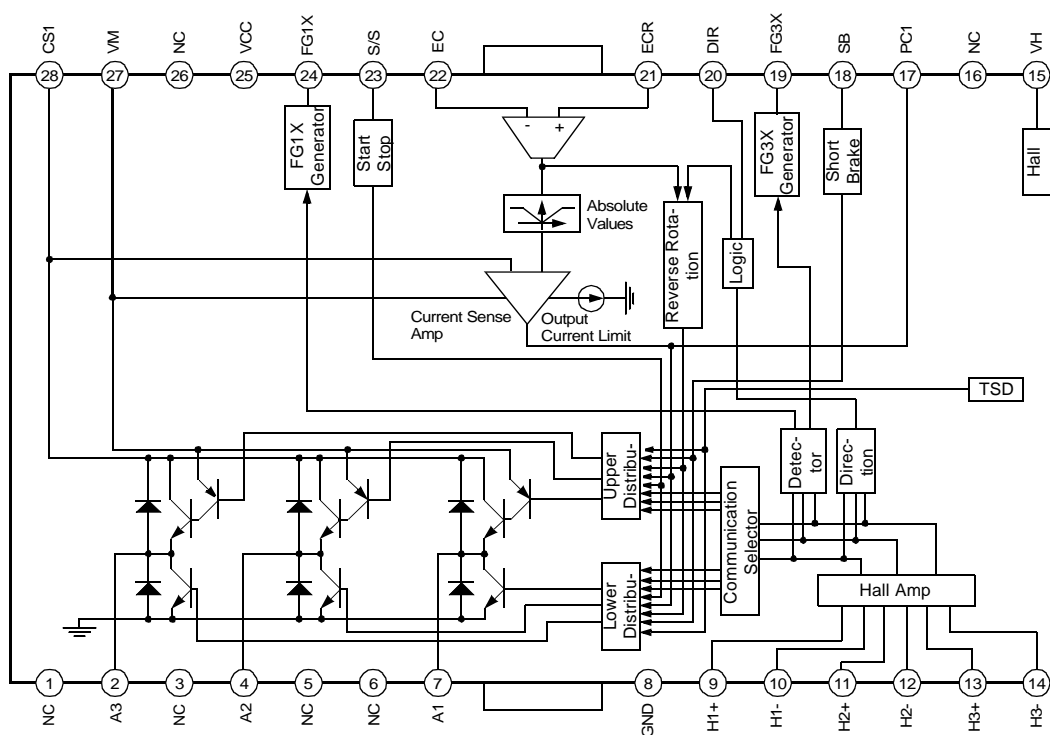 CS1
VM
NC
VCC
FG1X
S/S
EC
ECR
DIR
FG3X
SB
PC1
NC
VH
28
27
26
25
24
23
22
21
20
19
18
17
16
15
FG1X
Generator
Start
Stop
-
+
FG3X
Generator
Short
Brake
Hall
Absolute
Values
Reverse Rota-
tion
Logic
Current Sense
Amp
Output
Current Limit
TSD
Upper
Distribu-
Detec-
tor
Direc-
tion
Communication
Selector
Lower
Distribu-
Hall Amp
1
2
3
4
5
6
7
8
9
10
11
12
13
14
NC
A3
NC
A2
NC
NC
A1
GND
H1+
H1-
H2+
H2-
H3+
H3-